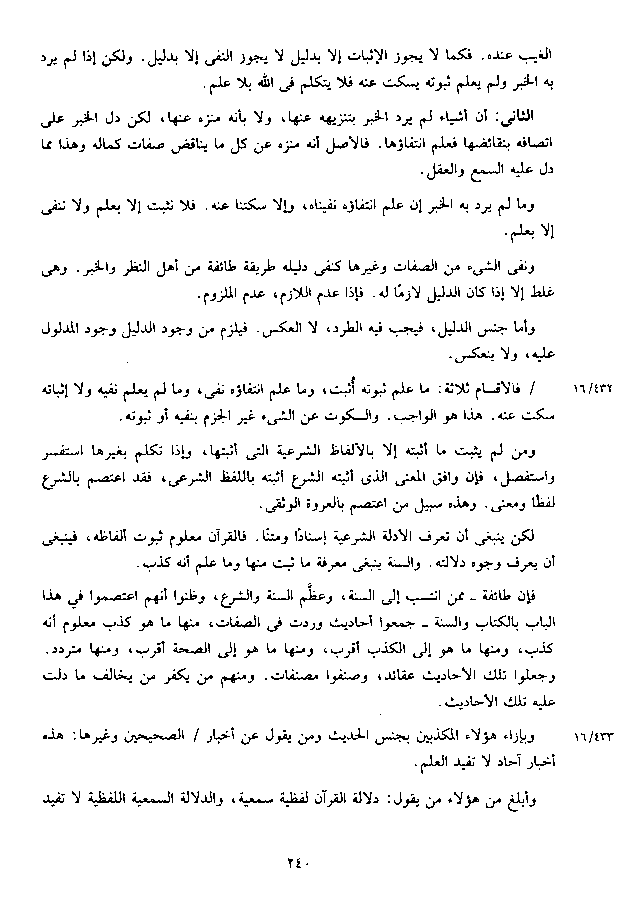 الغيب عنده. فكما لا يجوز الإثبات إلا بدليل لا يجوز النفى إلا بدليل. ولكن إذا لم يرد
به الخبر ولم يعلم ثبوته يسكت عنه فلا يتكلم فى الله بلا علم.
الثانى: أن أشياء لم يرد الخبر بتنزيهه عنها، ولا بأنه منزه عنها، لكن دل الخبر على
اتصافه بنقائضها فعلم انتفاؤها. فالأصل أنه منزه عن كل ما يناقض صفات كماله وهذا مما
دل عليه السمع والعقل.
وما لم يرد به الخبر إن علم انتفاؤه نفيناه، وإلا سكتنا عنه. فلا نثبت إلا بعلم ولا ننفى
إلا بعلم.
ونفى الشىء من الصفات وغيرها كنفى دليله طريقة طائفة من أهل النظر والخبر. وهى
غلط إلا إذا كان الدليل لازمًا له. فإذا عدم اللازم، عدم الملزوم.
وأما جنس الدليل، فيجب فيه الطرد، لا العكس. فيلزم من وجود الدليل وجود المدلول
عليه، ولا ينعكس.
١٦/٤٣٢ / فالأقسام ثلاثة: ما علم ثبوته أُثبت، وما علم انتفاؤه نفى، وما لم يعلم نفيه ولا إثباته
سكت عنه. هذا هو الواجب. والسكوت عن الشىء غير الجزم بنفيه أو ثبوته.
ومن لم يثبت ما أثبته إلا بالألفاظ الشرعية التى أثبتها، وإذا تكلم بغيرها استفسر
واستفصل، فإن وافق المعنى الذى أثبته الشرع أثبته باللفظ الشرعى، فقد اعتصم بالشرع
لفظًا ومعنى. وهذه سبيل من اعتصم بالعروة الوثقى.
لكن ينبغى أن تعرف الأدلة الشرعية إسنادًا ومتنًا. فالقرآن معلوم ثبوت ألفاظه، فينبغى
أن يعرف وجوه دلالته. والسنة ينبغى معرفة ما ثبت منها وما علم أنه كذب.
فإن طائفة ـ ممن انتسب إلى السنة، وعظَّم السنة والشرع، وظنوا أنهم اعتصموا في هذا
الباب بالكتاب والسنة ـ جمعوا أحاديث وردت فى الصفات، منها ما هو كذب معلوم أنه
كذب، ومنها ما هو إلى الكذب أقرب، ومنها ما هو إلى الصحة أقرب، ومنها متردد.
وجعلوا تلك الأحاديث عقائد، وصنفوا مصنفات. ومنهم من يكفر من يخالف ما دلت
عليه تلك الأحاديث.
١٦/٤٣٣ وبإزاء هؤلاء المكذبين بجنس الحديث ومن يقول عن أخبار / الصحيحين وغيرها: هذه
أخبار آحاد لا تفيد العلم.
وأبلغ من هؤلاء من يقول: دلالة القرآن لفظية سمعية، والدلالة السمعية اللفظية لا تفيد
٢٤٠